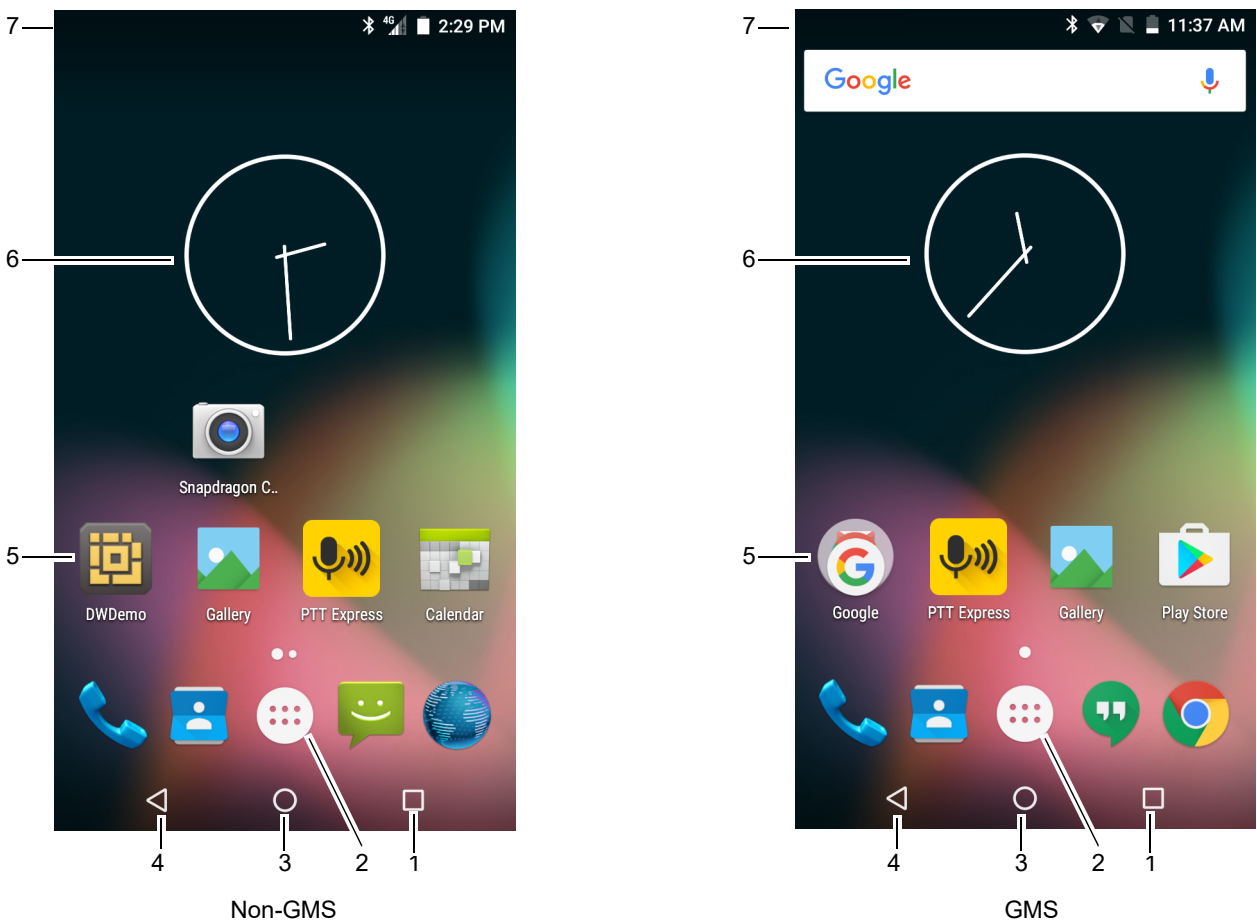 7
4G
2:29 PM
6
Snapdragon C..
5
DWDemo
Gallery
PTT Express
Calendar
4
3
2
1
Non-GMS
7
11:37 AM
Google
6
5
G
Google
PTT Express
Gallery
Play Store
4
3
2
1
GMS